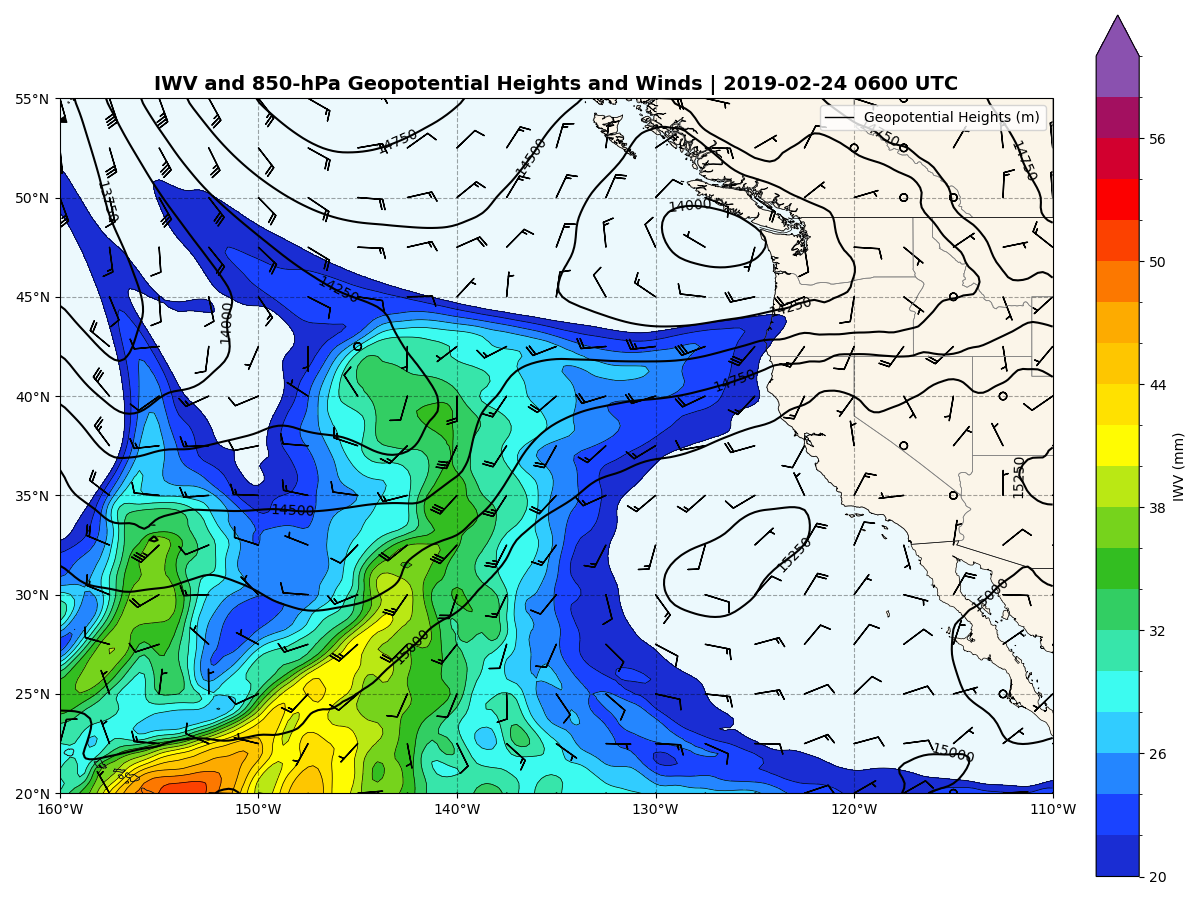 IWV and 850-hPa Geopotential Heights and Winds | 2019-02-24 0600 UTC
Geopotential Heights (m)
55°N
50°N
45°N
40°N
35°N
30°N
25°N
20°N
160°W
150°W
140°W
130°W
120°W
110°W
14750
14500
14750
13750
14000
14250
14000
14250
14750
14500
15250
15250
15000
15000
15000
56
50
44
38
32
26
20
IWV (mm)